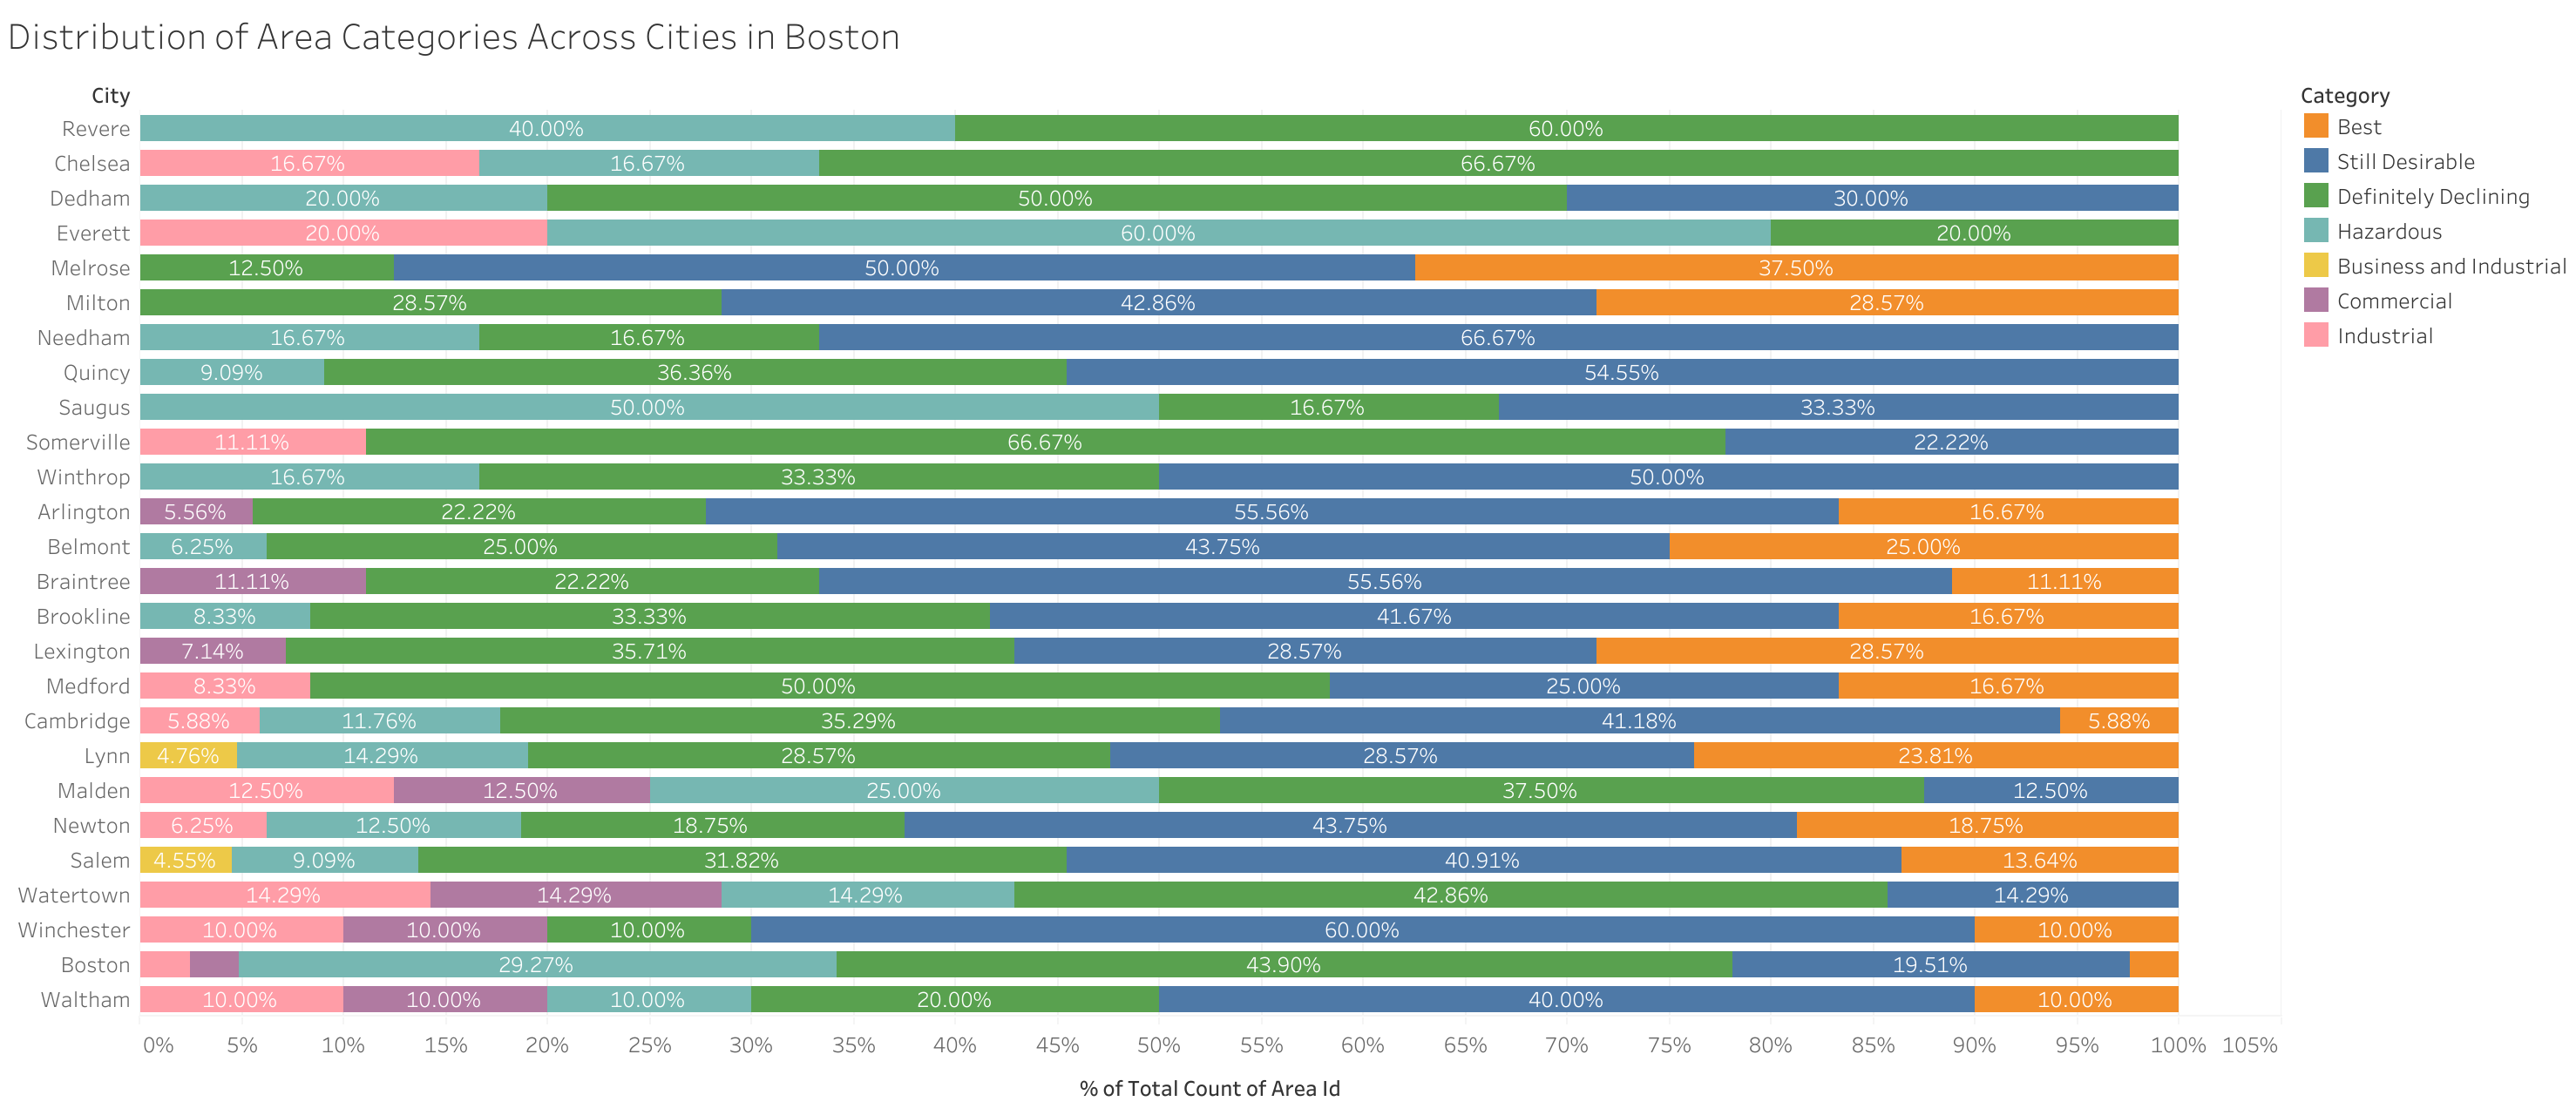 Distribution of Area Categories Across Cities in Boston
City
Revere 40.00% 60.00%
Chelsea 16.67% 16.67% 66.67%
Dedham 20.00% 50.00% 30.00%
Everett 20.00% 60.00% 20.00%
Melrose 12.50% 50.00% 37.50%
Milton 28.57% 42.86% 28.57%
Needham 16.67% 16.67% 66.67%
Quincy 9.09% 36.36% 54.55%
Saugus 50.00% 16.67% 33.33%
Somerville 11.11% 66.67% 22.22%
Winthrop 16.67% 33.33% 50.00%
Arlington 5.56% 22.22% 55.56% 16.67%
Belmont 6.25% 25.00% 43.75% 25.00%
Braintree 11.11% 22.22% 55.56% 11.11%
Brookline 8.33% 33.33% 41.67% 16.67%
Lexington 7.14% 35.71% 28.57% 28.57%
Medford 8.33% 50.00% 25.00% 16.67%
Cambridge 5.88% 11.76% 35.29% 41.18% 5.88%
Lynn 4.76% 14.29% 28.57% 28.57% 23.81%
Malden 12.50% 12.50% 25.00% 37.50% 12.50%
Newton 6.25% 12.50% 18.75% 43.75% 18.75%
Salem 4.55% 9.09% 31.82% 40.91% 13.64%
Watertown 14.29% 14.29% 14.29% 42.86% 14.29%
Winchester 10.00% 10.00% 10.00% 60.00% 10.00%
Boston 29.27% 43.90% 19.51%
Waltham 10.00% 10.00% 10.00% 20.00% 40.00% 10.00%
0% 5% 10% 15% 20% 25% 30% 35% 40% 45% 50% 55% 60% 65% 70% 75% 80% 85% 90% 95% 100% 105%
% of Total Count of Area Id
Category
Best
Still Desirable
Definitely Declining
Hazardous
Business and Industrial
Commercial
Industrial